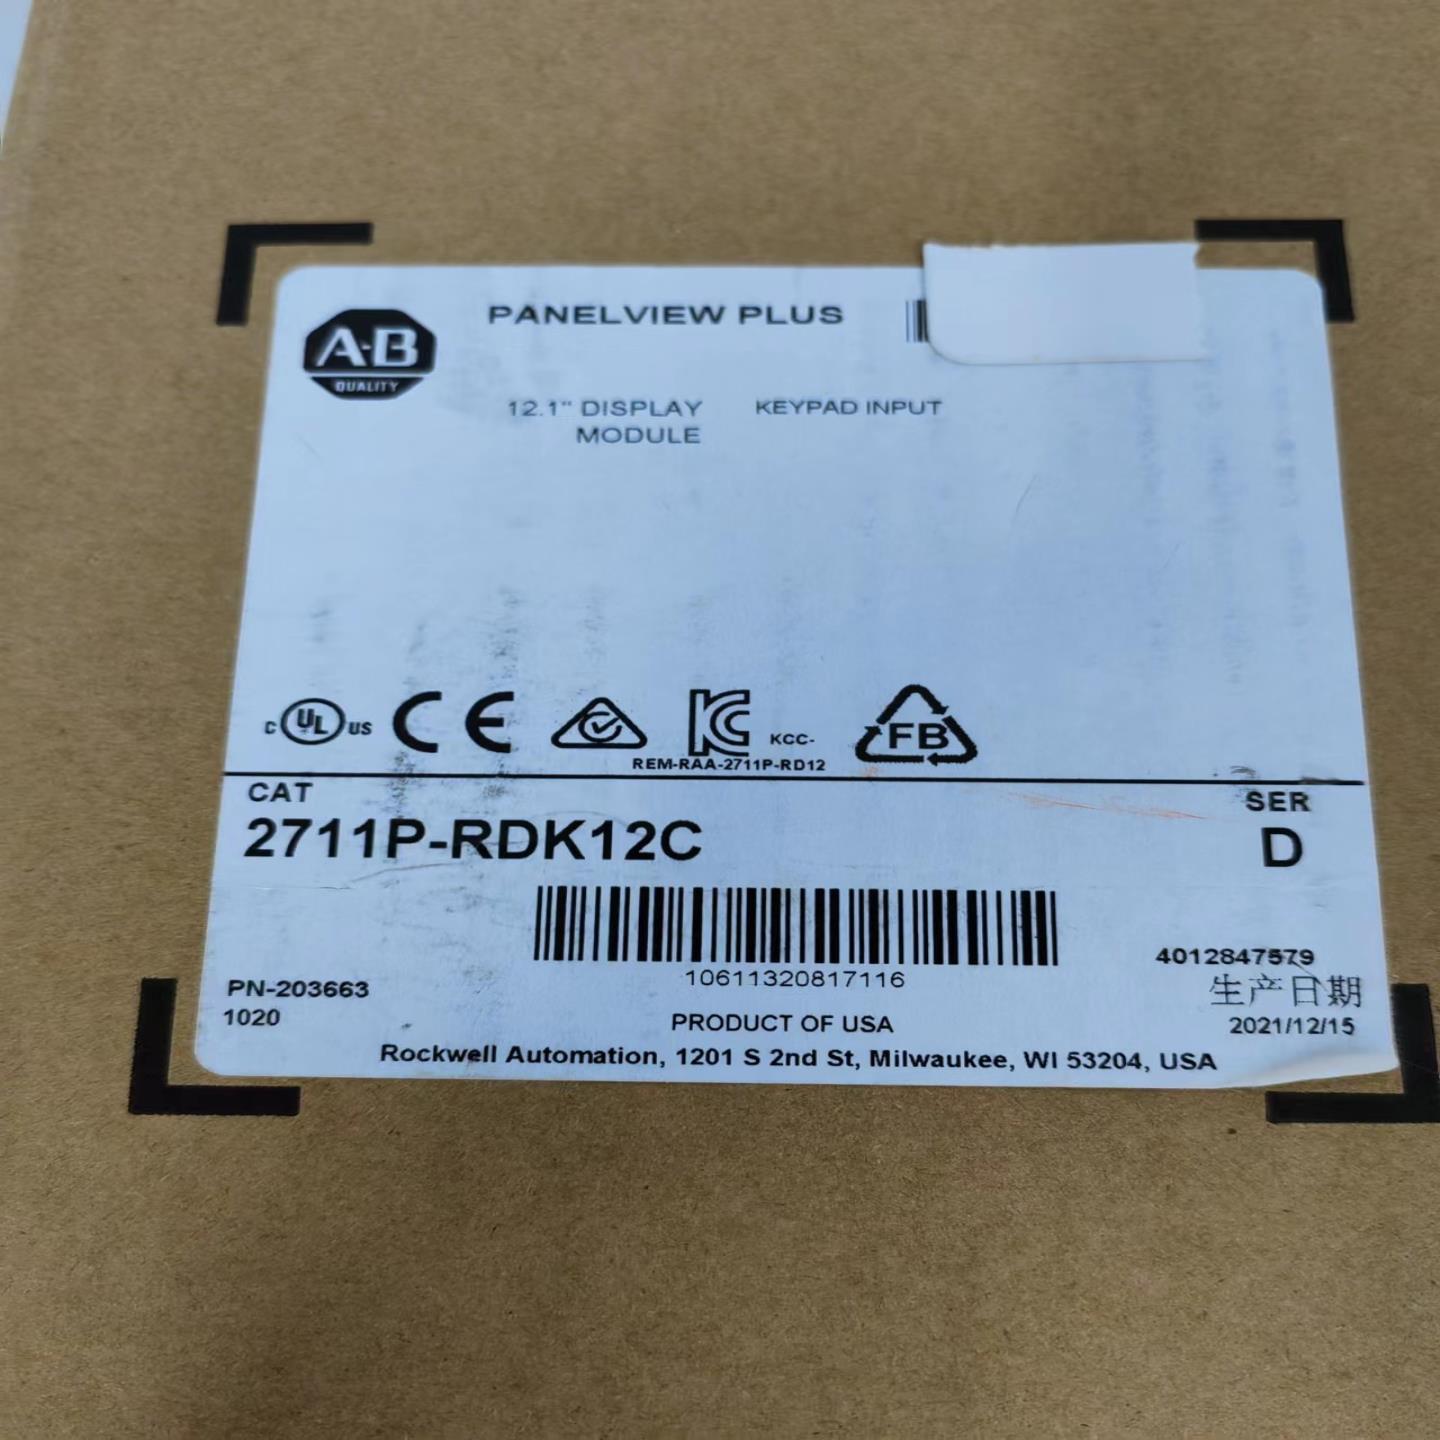 A-B
QUALITY
PANELVIEW PLUS
12.1" DISPLAY MODULE
KEYPAD INPUT
C UL US CE KC KCC-
REM-RAA-2711P-RD12
FB
CAT
2711P-RDK12C
SER
D
10611320817116
PN-203663
1020
4012847579
生产日期
2021/12/15
PRODUCT OF USA
Rockwell Automation, 1201 S 2nd St, Milwaukee, WI 53204, USA